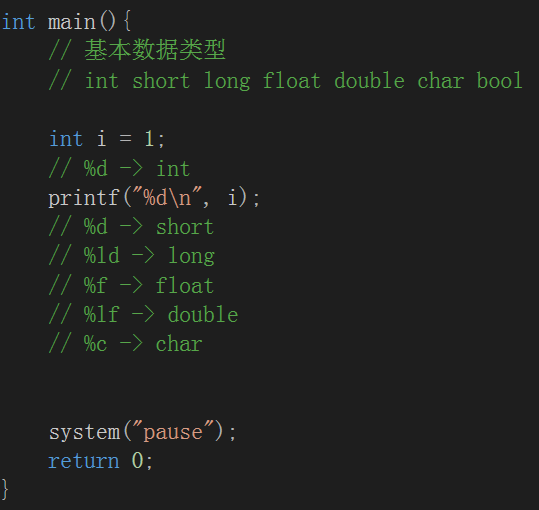 int main(){
// 基本数据类型
// int short long float double char bool
int i = 1;
// %d -> int
printf("%d\n", i);
// %d -> short
// %ld -> long
// %f -> float
// %lf -> double
// %c -> char
system("pause");
return 0;
}